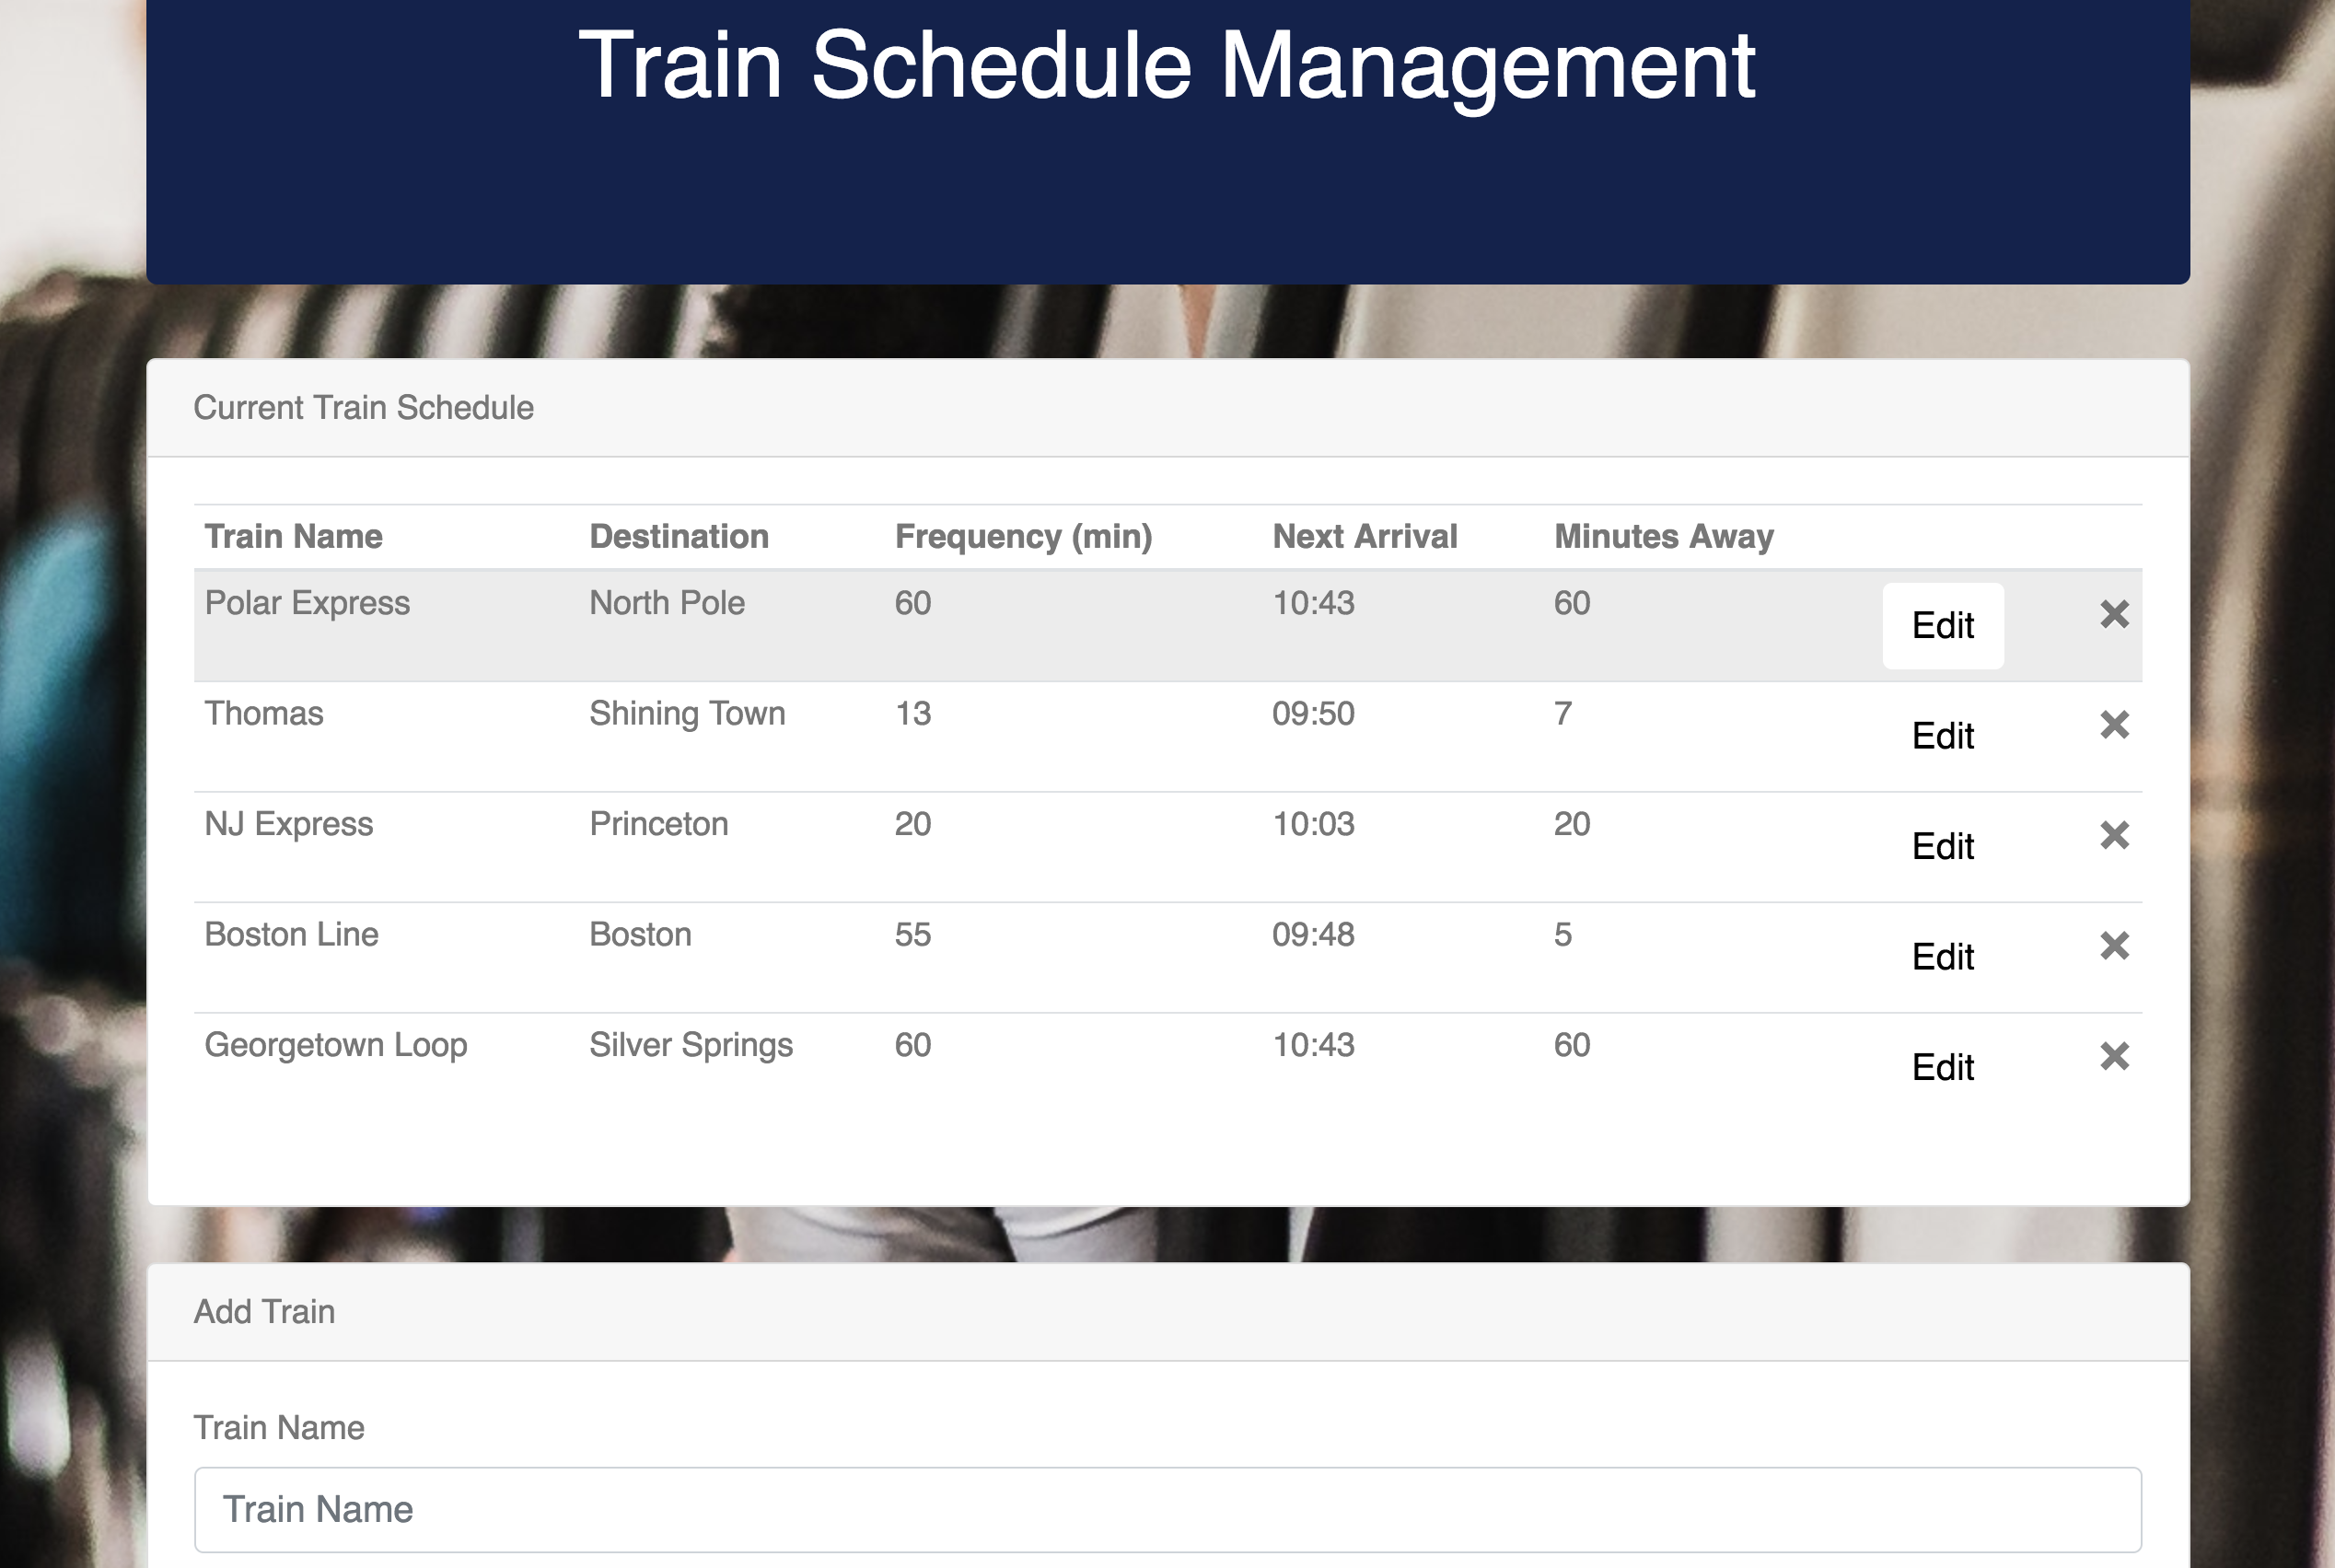 Train Schedule Management
Current Train Schedule
Train Name Destination Frequency (min) Next Arrival Minutes Away
Polar Express North Pole 60 10:43 60 Edit
Thomas Shining Town 13 09:50 7 Edit
NJ Express Princeton 20 10:03 20 Edit
Boston Line Boston 55 09:48 5 Edit
Georgetown Loop Silver Springs 60 10:43 60 Edit
Add Train
Train Name
Train Name